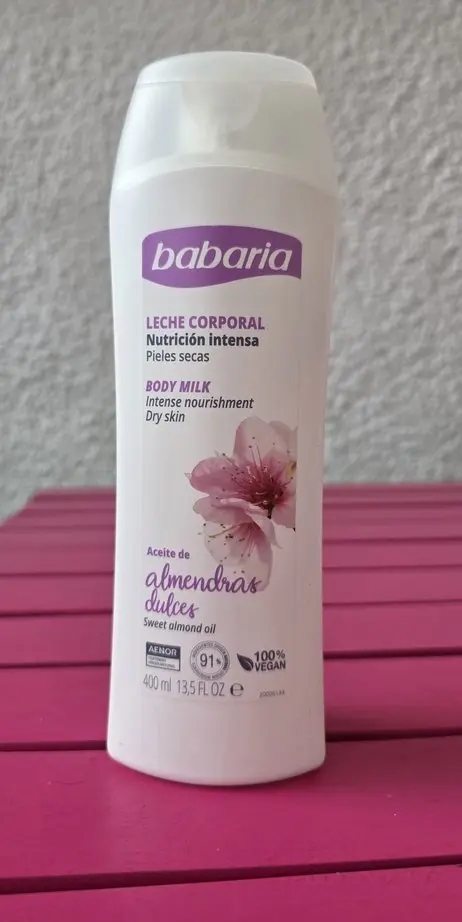 babaria
LECHE CORPORAL
Nutrición intensa
Pieles secas
BODY MILK
Intense nourishment
Dry skin
Aceite de
almendras
dulces
Sweet almond oil
AENOR
91%
100%
VEGAN
400 ml 13,5 FL OZ e